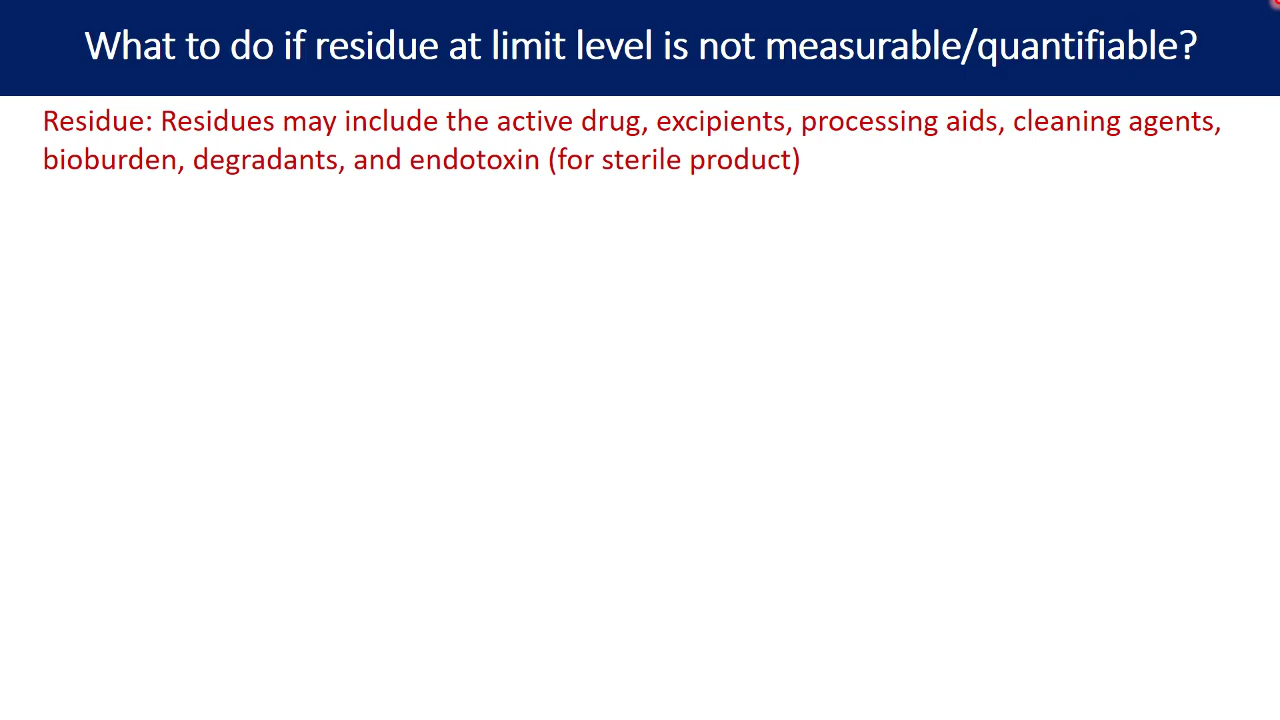 What to do if residue at limit level is not measurable/quantifiable?
Residue: Residues may include the active drug, excipients, processing aids, cleaning agents,
bioburden, degradants, and endotoxin (for sterile product)